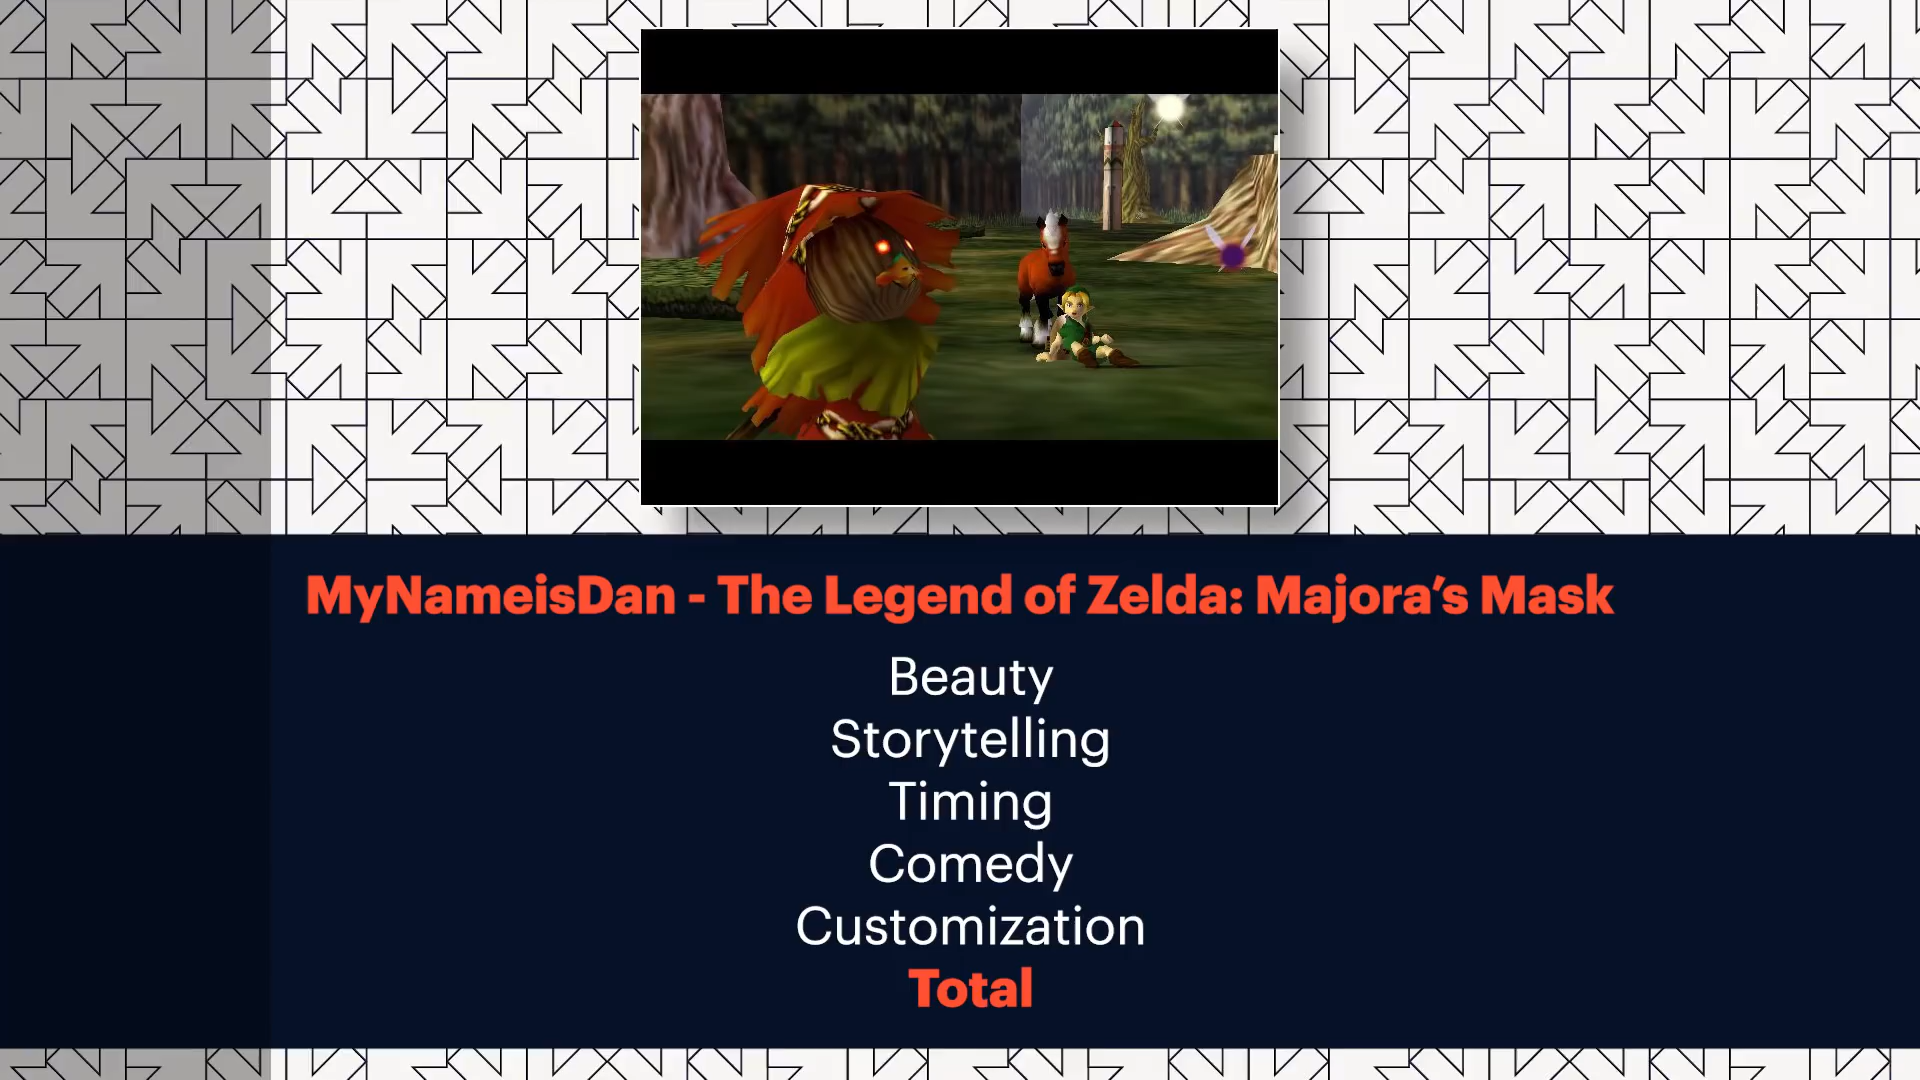 MyNameisDan - The Legend of Zelda: Majora’s Mask
Beauty
Storytelling
Timing
Comedy
Customization
Total